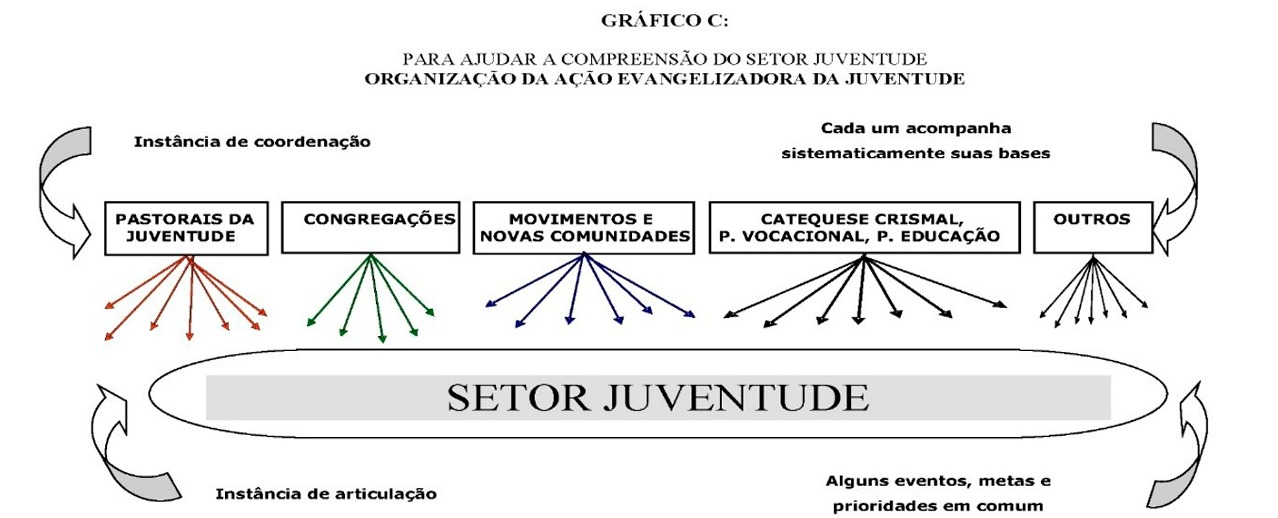 GRÁFICO C:
PARA AJUDAR A COMPREENSÃO DO SETOR JUVENTUDE
ORGANIZAÇÃO DA AÇÃO EVANGELIZADORA DA JUVENTUDE
Instância de coordenação
Cada um acompanha
sistematicamente suas bases
PASTORAIS DA
JUVENTUDE
CONGREGAÇÕES
MOVIMENTOS E
NOVAS COMUNIDADES
CATEQUESE CRISMAL,
P. VOCACIONAL, P. EDUCAÇÃO
OUTROS
SETOR JUVENTUDE
Instância de articulação
Alguns eventos, metas e
prioridades em comum